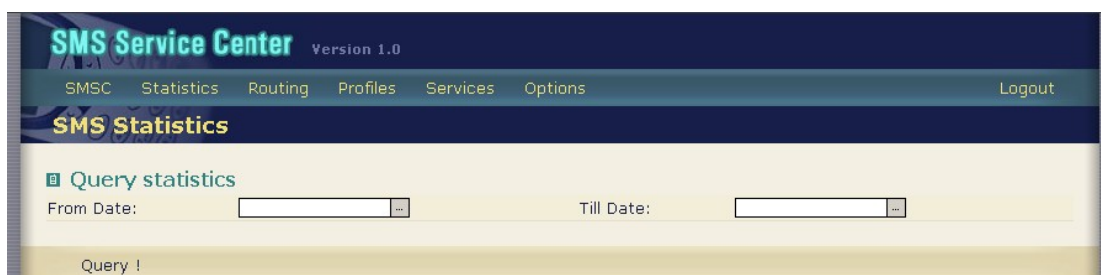 SMS Service Center Version 1.0
SMSC Statistics Routing Profiles Services Options Logout
SMS Statistics
Query statistics
From Date: ... Till Date: ...
Query !